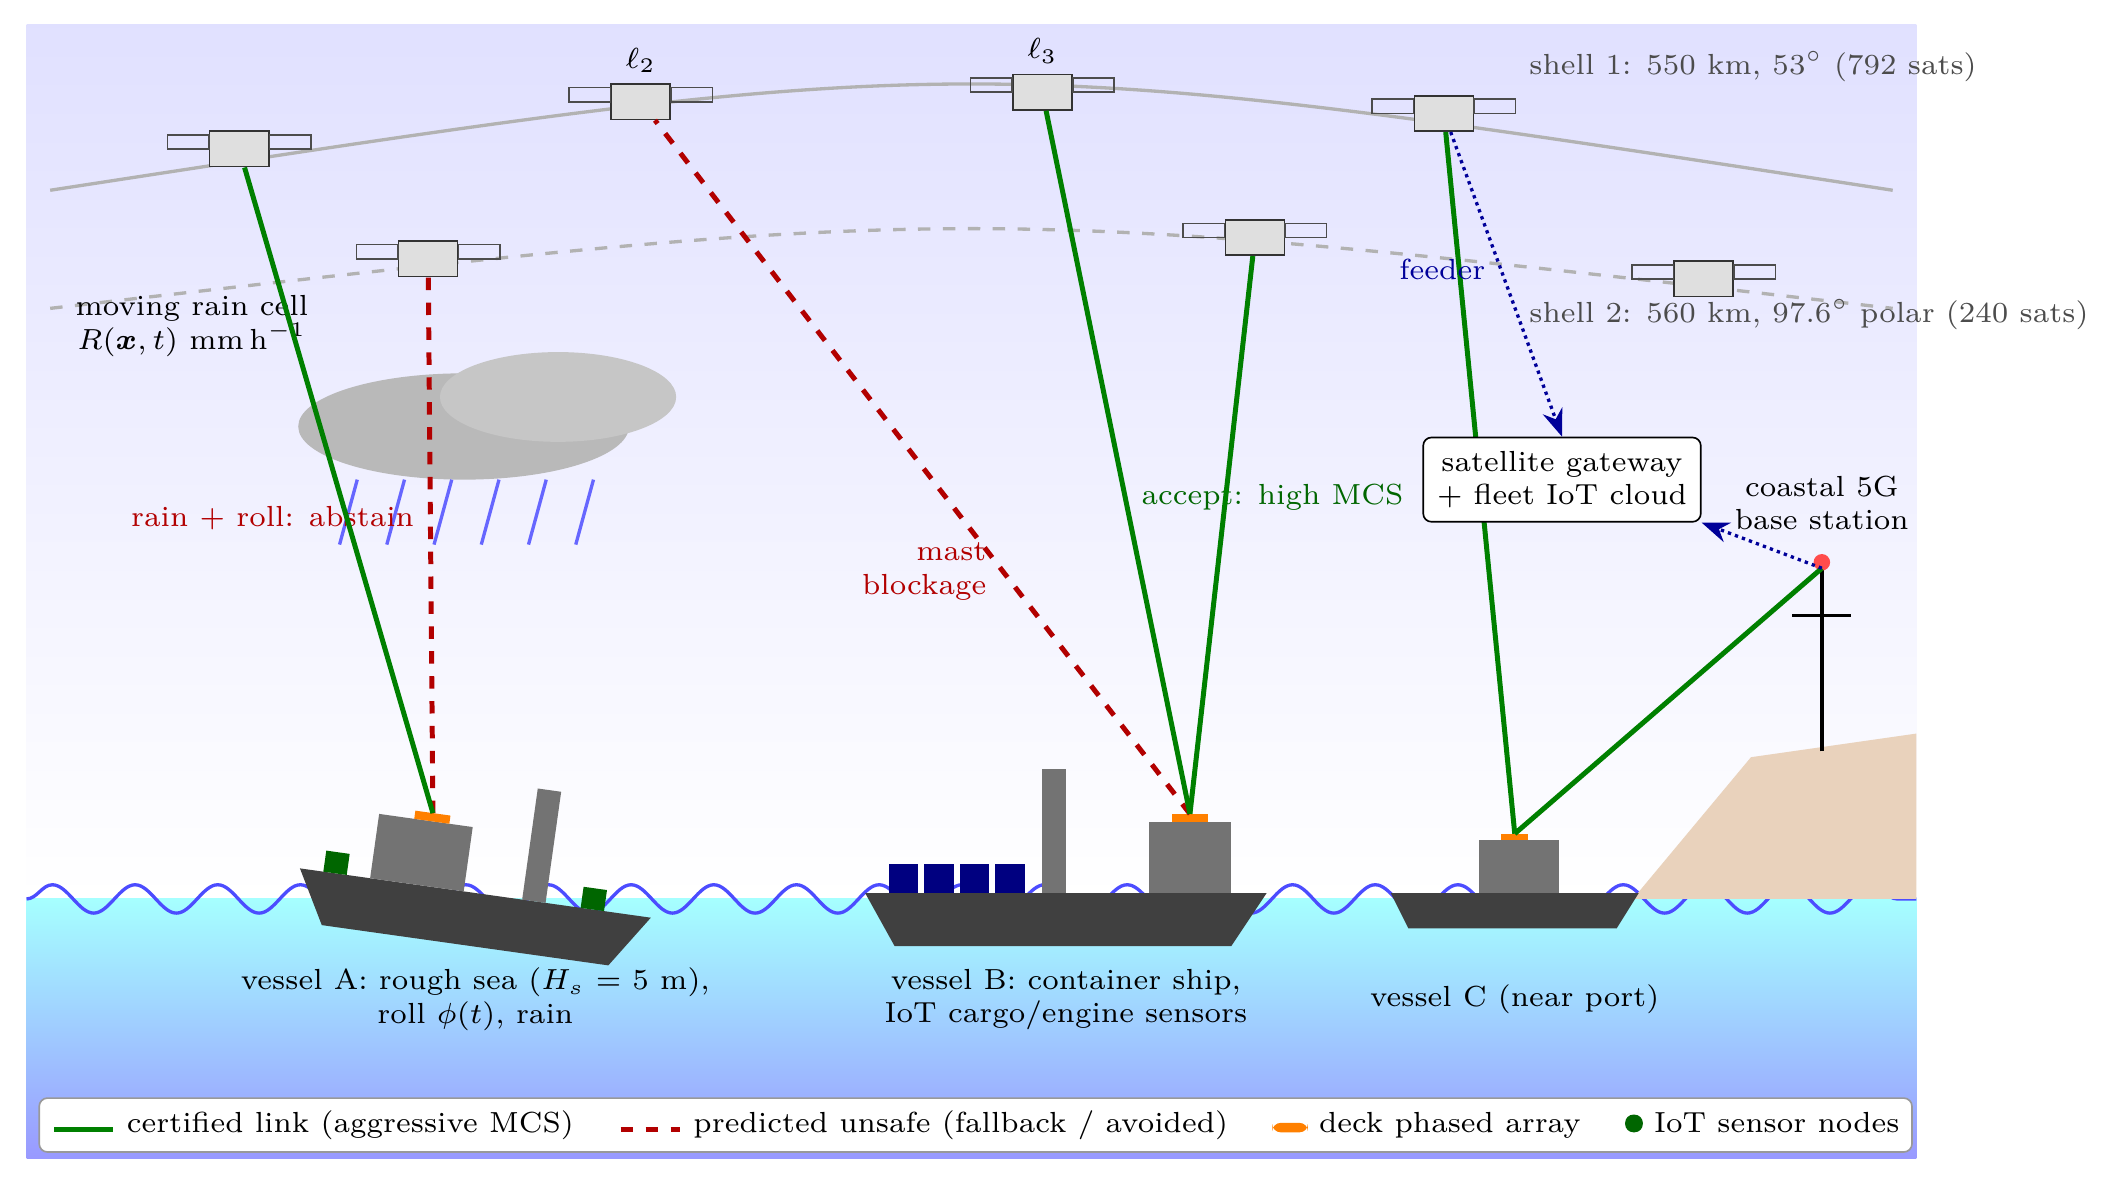 ℓ₂
ℓ₃
shell 1: 550 km, 53° (792 sats)
feeder
moving rain cell
R(x, t) mm h⁻¹
shell 2: 560 km, 97.6° polar (240 sats)
satellite gateway
+ fleet IoT cloud
coastal 5G
base station
accept: high MCS
rain + roll: abstain
mast
blockage
vessel A: rough sea (Hₛ = 5 m),
roll ϕ(t), rain
vessel B: container ship,
IoT cargo/engine sensors
vessel C (near port)
certified link (aggressive MCS)
predicted unsafe (fallback / avoided)
deck phased array
IoT sensor nodes